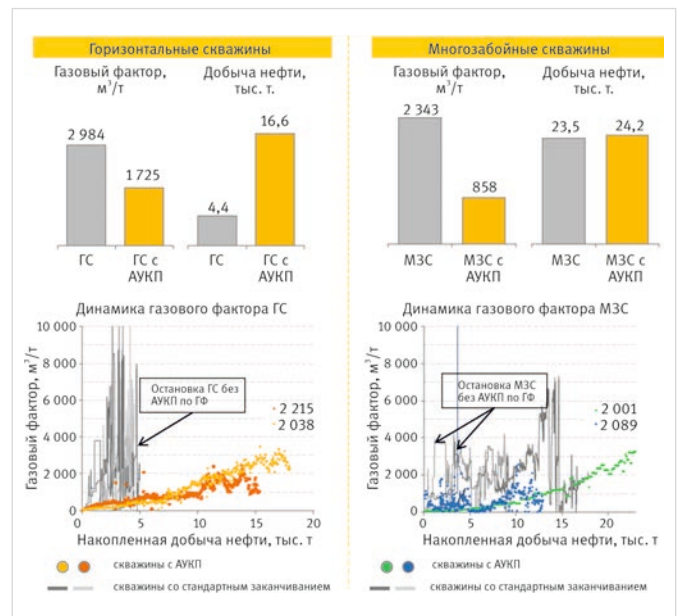 Горизонтальные скважины
Газовый фактор,
м³/т
Добыча нефти,
тыс. т.
2 984
1 725
4,4
16,6
ГС
ГС с
АУКП
ГС
ГС с
АУКП
Динамика газового фактора ГС
Газовый фактор, м³/т
10 000
8 000
6 000
4 000
2 000
0
Остановка ГС без
АУКП по ГФ
2 215
2 038
5
10
15
20
Накопленная добыча нефти, тыс. т
скважины с АУКП
скважины со стандартным заканчиванием
Многозабойные скважины
Газовый фактор,
м³/т
Добыча нефти,
тыс. т.
2 343
858
23,5
24,2
МЗС
МЗС с
АУКП
МЗС
МЗС с
АУКП
Динамика газового фактора МЗС
Газовый фактор, м³/т
10 000
8 000
6 000
4 000
2 000
0
Остановка МЗС
без АУКП по ГФ
2 001
2 089
0
5
10
15
20
Накопленная добыча нефти, тыс. т
скважины с АУКП
скважины со стандартным заканчиванием